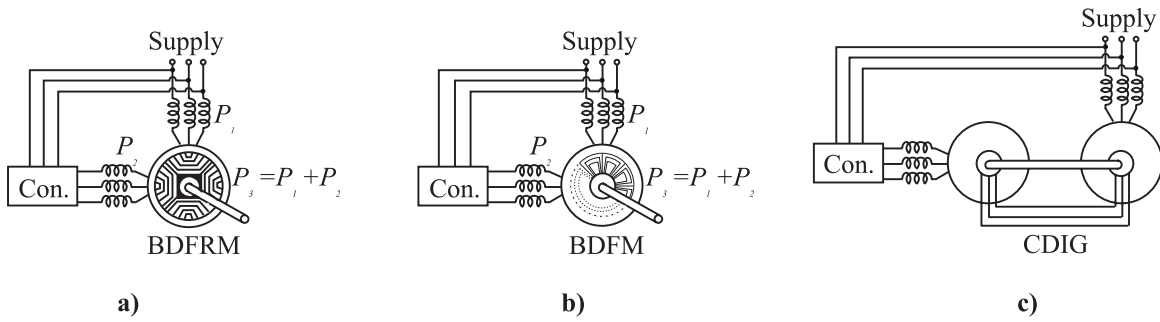 Supply
P₁
P₂
Con.
P₃ =P₁ +P₂
BDFRM
a)
Supply
P₁
P₂
Con.
P₃ =P₁ +P₂
BDFM
b)
Supply
Con.
CDIG
c)